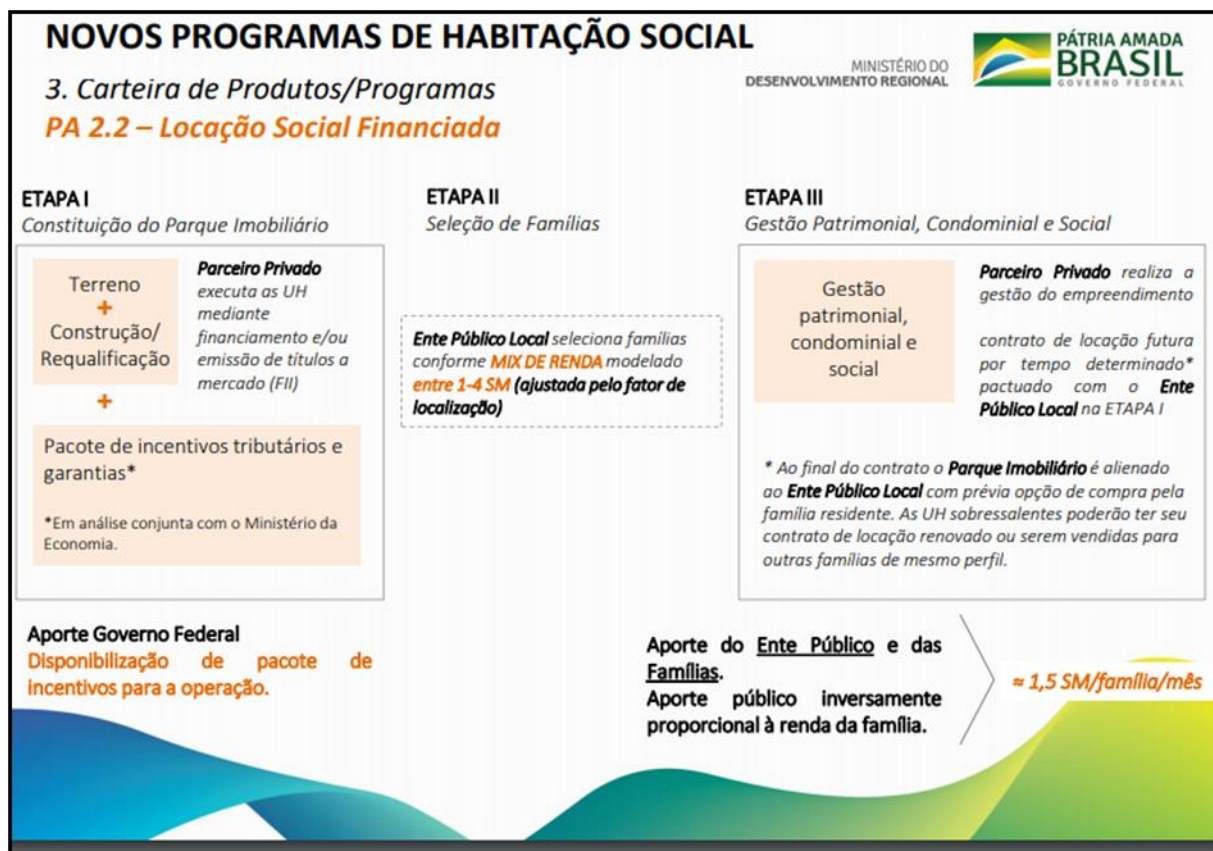 NOVOS PROGRAMAS DE HABITAÇÃO SOCIAL
3. Carteira de Produtos/Programas
PA 2.2 – Locação Social Financiada
MINISTÉRIO DO
DESENVOLVIMENTO REGIONAL
PÁTRIA AMADA
BRASIL
GOVERNO FEDERAL
ETAPA I
Constituição do Parque Imobiliário
Terreno
+
Construção/
Requalificação
+
Parceiro Privado
executa as UH
mediante
financiamento e/ou
emissão de títulos a
mercado (FII)
Pacote de incentivos tributários e
garantias*
*Em análise conjunta com o Ministério da
Economia.
Aporte Governo Federal
Disponibilização de pacote de
incentivos para a operação.
ETAPA II
Seleção de Famílias
Ente Público Local seleciona famílias
conforme MIX DE RENDA modelado
entre 1-4 SM (ajustada pelo fator de
localização)
ETAPA III
Gestão Patrimonial, Condominial e Social
Gestão
patrimonial,
condominial e
social
Parceiro Privado realiza a
gestão do empreendimento
contrato de locação futura
por tempo determinado*
pactuado com o Ente
Público Local na ETAPA I
* Ao final do contrato o Parque Imobiliário é alienado
ao Ente Público Local com prévia opção de compra pela
família residente. As UH sobressalentes poderão ter seu
contrato de locação renovado ou serem vendidas para
outras famílias de mesmo perfil.
Aporte do Ente Público e das
Famílias.
Aporte público inversamente
proporcional à renda da família.
≈ 1,5 SM/família/mês